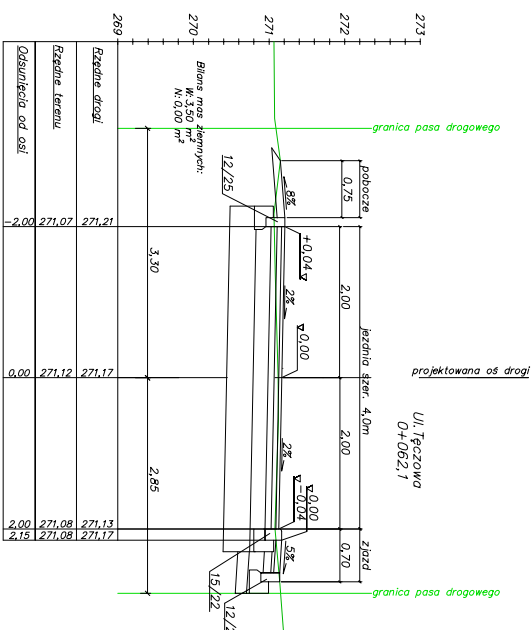 Ul. Tęczowa
0+062,1
projektowana oś drogi
granica pasa drogowego
granica pasa drogowego
pobocze
jezdnia szer. 4,0m
zjazd
0,75
2,00
2,00
0,70
8%
+0,04
2%
0,00
2%
-0,04
0,00
5%
12/25
15/22
273
272
271
270
269
Bilans mas ziemnych:
W: 3,50 m²
N: 0,00 m²
3,30
2,85
Rzędne drogi
271,21
271,17
271,13
271,17
Rzędne terenu
271,07
271,12
271,08
271,08
Odsunięcia od osi
-2,00
0,00
2,00
2,15